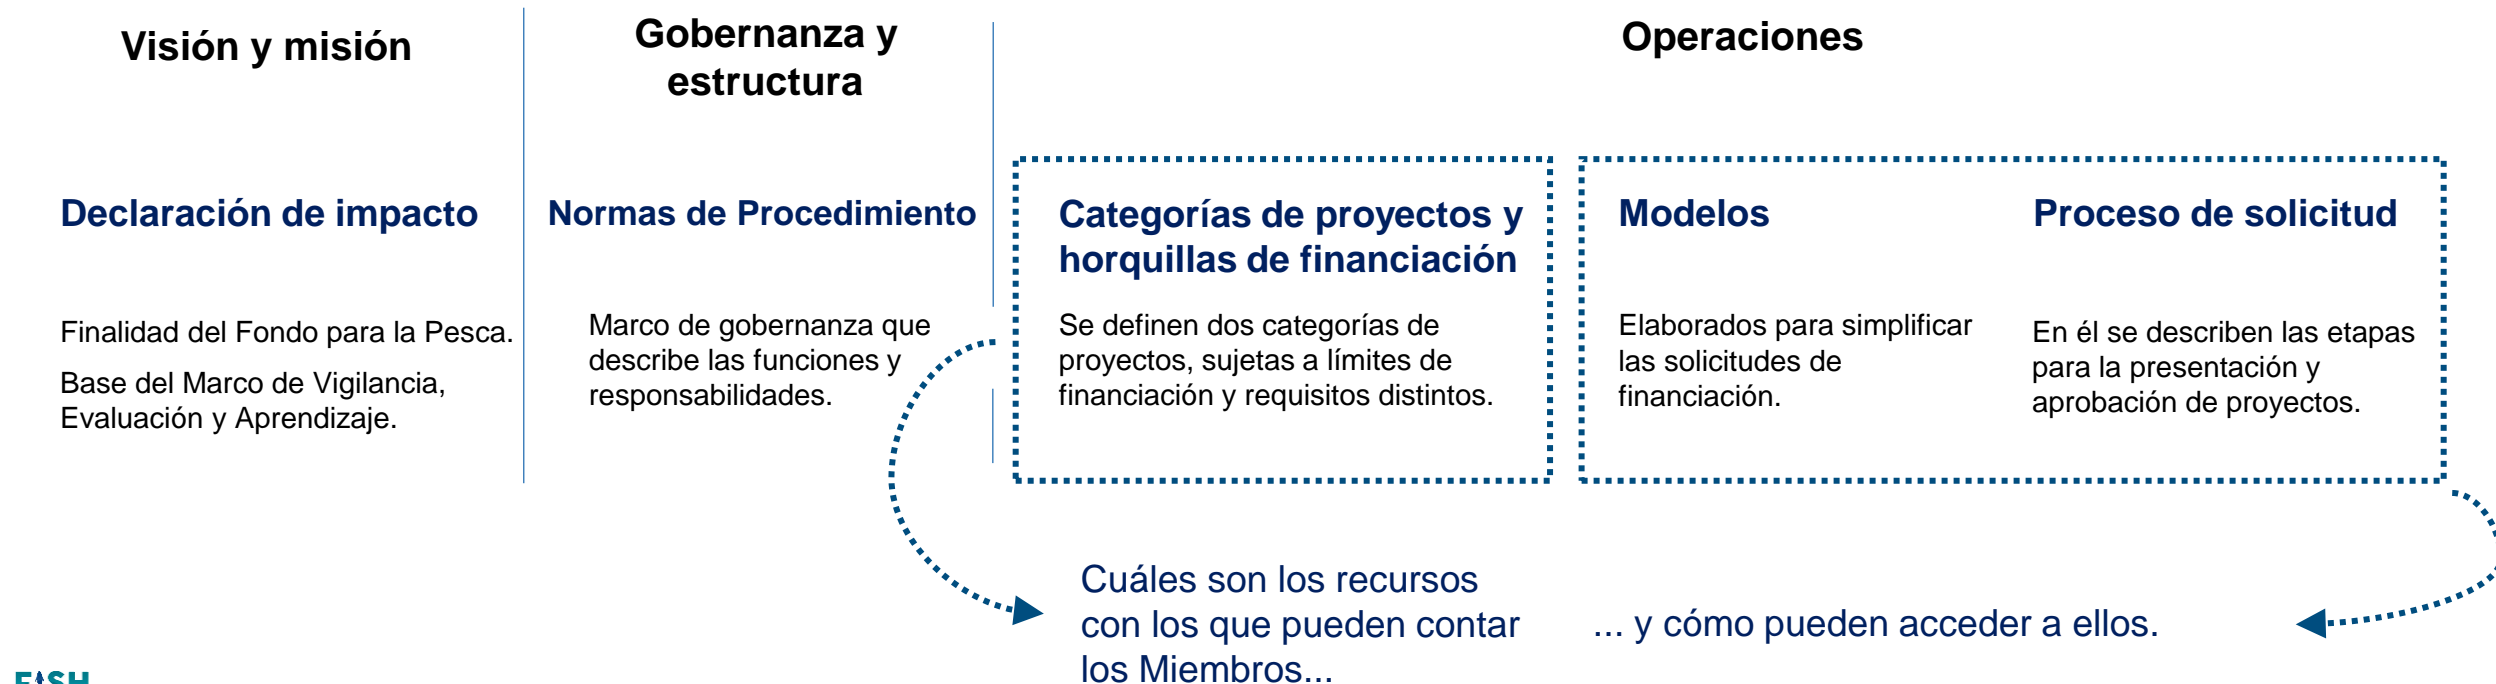 Visión y misión
Gobernanza y
estructura
Operaciones
Declaración de impacto
Finalidad del Fondo para la Pesca.
Base del Marco de Vigilancia,
Evaluación y Aprendizaje.
Normas de Procedimiento
Marco de gobernanza que
describe las funciones y
responsabilidades.
Categorías de proyectos y
horquillas de financiación
Se definen dos categorías de
proyectos, sujetas a límites de
financiación y requisitos distintos.
Modelos
Elaborados para simplificar
las solicitudes de
financiación.
Proceso de solicitud
En él se describen las etapas
para la presentación y
aprobación de proyectos.
Cuáles son los recursos
con los que pueden contar
los Miembros...
... y cómo pueden acceder a ellos.
FISH